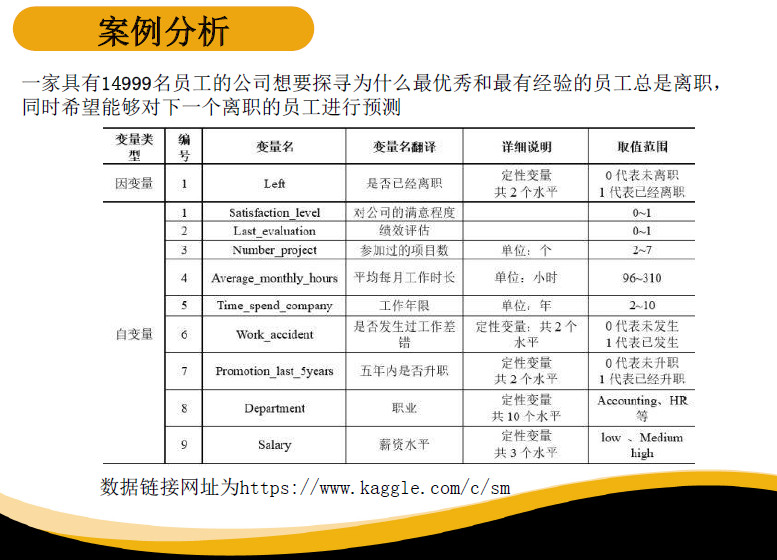 案例分析
一家具有14999名员工的公司想要探寻为什么最优秀和最有经验的员工总是离职，
同时希望能够对下一个离职的员工进行预测
变量类型 编号 变量名 变量名翻译 详细说明 取值范围
因变量 1 Left 是否已经离职 定性变量 共 2 个水平 0 代表未离职 1 代表已经离职
自变量
1 Satisfaction_level 对公司的满意程度 0~1
2 Last_evaluation 绩效评估 0~1
3 Number_project 参加过的项目数 单位：个 2~7
4 Average_monthly_hours 平均每月工作时长 单位：小时 96~310
5 Time_spend_company 工作年限 单位：年 2~10
6 Work_accident 是否发生过工作差错 定性变量：共 2 个水平 0 代表未发生 1 代表已发生
7 Promotion_last_5years 五年内是否升职 定性变量 共 2 个水平 0 代表未升职 1 代表已经升职
8 Department 职业 定性变量 共 10 个水平 Accounting、HR 等
9 Salary 薪资水平 定性变量 共 3 个水平 low 、Medium high
数据链接网址为https://www.kaggle.com/c/sm